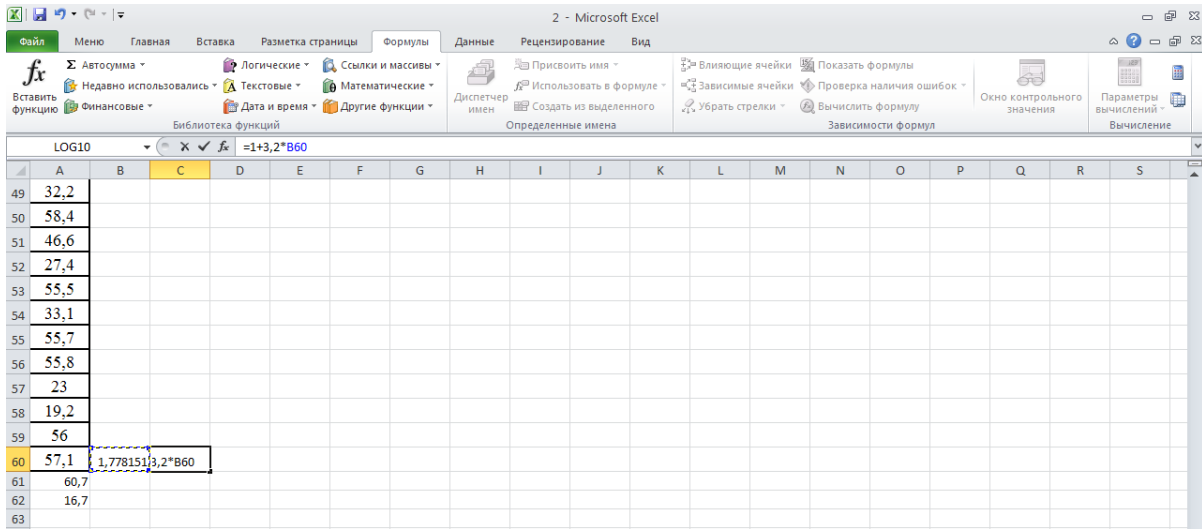 2 - Microsoft Excel
Файл Меню Главная Вставка Разметка страницы Формулы Данные Рецензирование Вид
fx Вставить функцию
Σ Автосумма
Недавно использовались
Финансовые
Логические
Текстовые
Дата и время
Ссылки и массивы
Математические
Другие функции
Библиотека функций
Диспетчер имен
Присвоить имя
Использовать в формуле
Создать из выделенного
Определенные имена
Влияющие ячейки
Зависимые ячейки
Убрать стрелки
Показать формулы
Проверка наличия ошибок
Вычислить формулу
Зависимости формул
Окно контрольного значения
Параметры вычислений
Вычисление
LOG10 fx =1+3,2*B60
A B C D E F G H I J K L M N O P Q R S
49 32,2
50 58,4
51 46,6
52 27,4
53 55,5
54 33,1
55 55,7
56 55,8
57 23
58 19,2
59 56
60 57,1 1,778151 3,2*B60
61 60,7
62 16,7
63